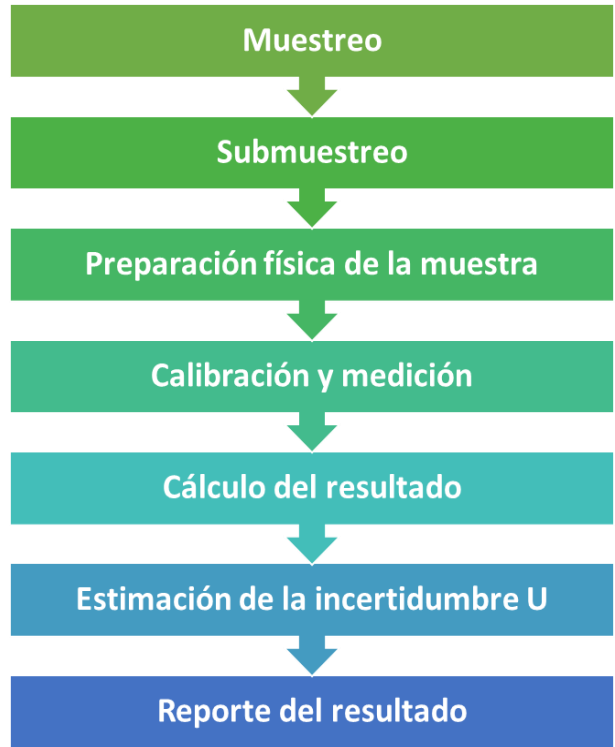 Muestreo
Submuestreo
Preparación física de la muestra
Calibración y medición
Cálculo del resultado
Estimación de la incertidumbre U
Reporte del resultado